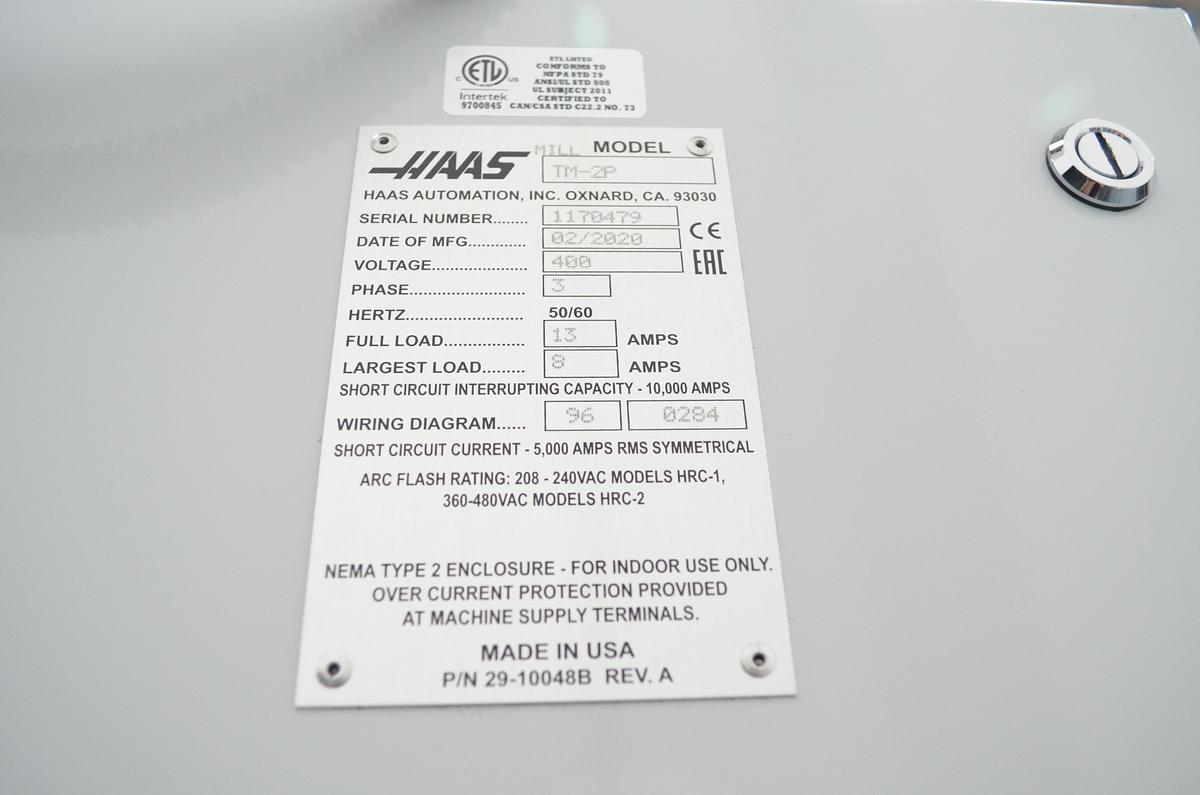 ETL LISTED
CONFORMS TO
NFPA STD 79
ANSI/UL STD 508
UL SUBJECT 2011
CERTIFIED TO
CAN/CSA STD C22.2 NO. 73
C ETL US
Intertek
9700845
HAAS MILL MODEL
TM-2P
HAAS AUTOMATION, INC. OXNARD, CA. 93030
SERIAL NUMBER........ 1170479
DATE OF MFG............. 02/2020 CE
VOLTAGE...................... 400 EAC
PHASE........................... 3
HERTZ........................... 50/60
FULL LOAD.................. 13 AMPS
LARGEST LOAD......... 8 AMPS
SHORT CIRCUIT INTERRUPTING CAPACITY - 10,000 AMPS
WIRING DIAGRAM...... 96 0284
SHORT CIRCUIT CURRENT - 5,000 AMPS RMS SYMMETRICAL
ARC FLASH RATING: 208 - 240VAC MODELS HRC-1,
360-480VAC MODELS HRC-2
NEMA TYPE 2 ENCLOSURE - FOR INDOOR USE ONLY.
OVER CURRENT PROTECTION PROVIDED
AT MACHINE SUPPLY TERMINALS.
MADE IN USA
P/N 29-10048B REV. A